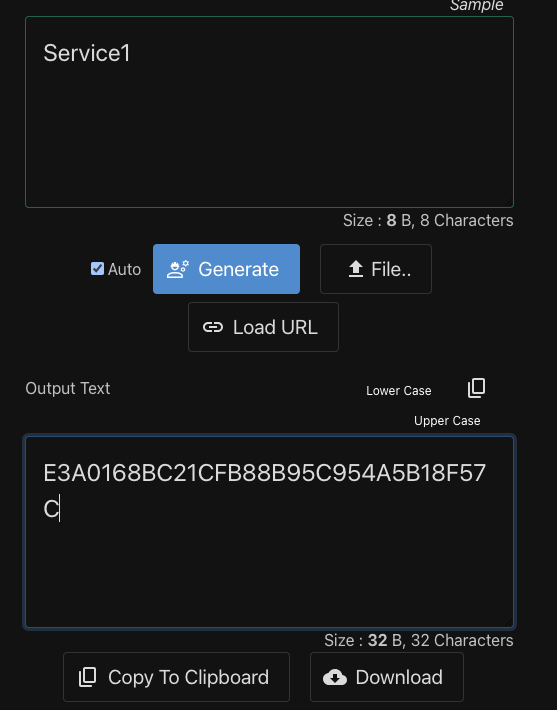 Sample
Service1
Size : 8 B, 8 Characters
Auto
Generate
File..
Load URL
Output Text
Lower Case
Upper Case
E3A0168BC21CFB88B95C954A5B18F57
C
Size : 32 B, 32 Characters
Copy To Clipboard
Download